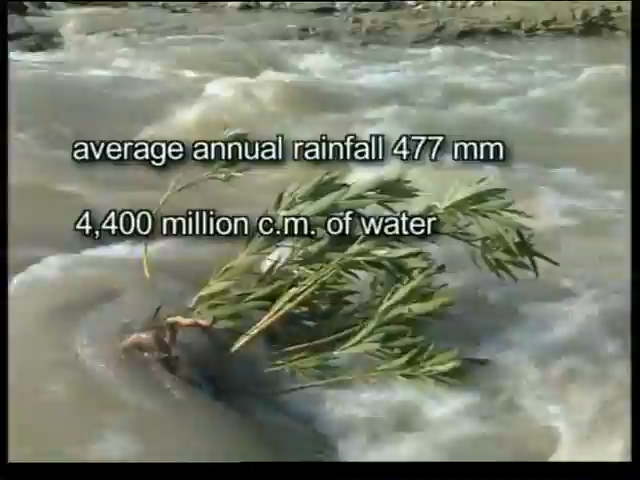 average annual rainfall 477 mm
4,400 million c.m. of water